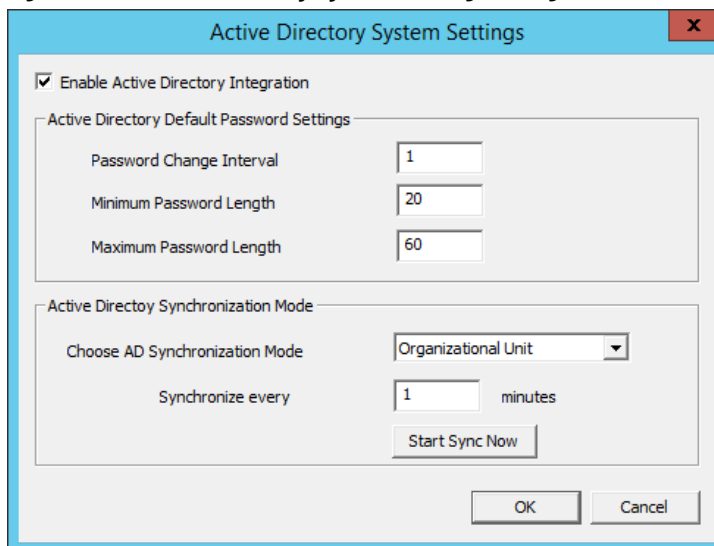 Active Directory System Settings
x
Enable Active Directory Integration
Active Directory Default Password Settings
Password Change Interval 1
Minimum Password Length 20
Maximum Password Length 60
Active Directoy Synchronization Mode
Choose AD Synchronization Mode Organizational Unit
Synchronize every 1 minutes
Start Sync Now
OK Cancel